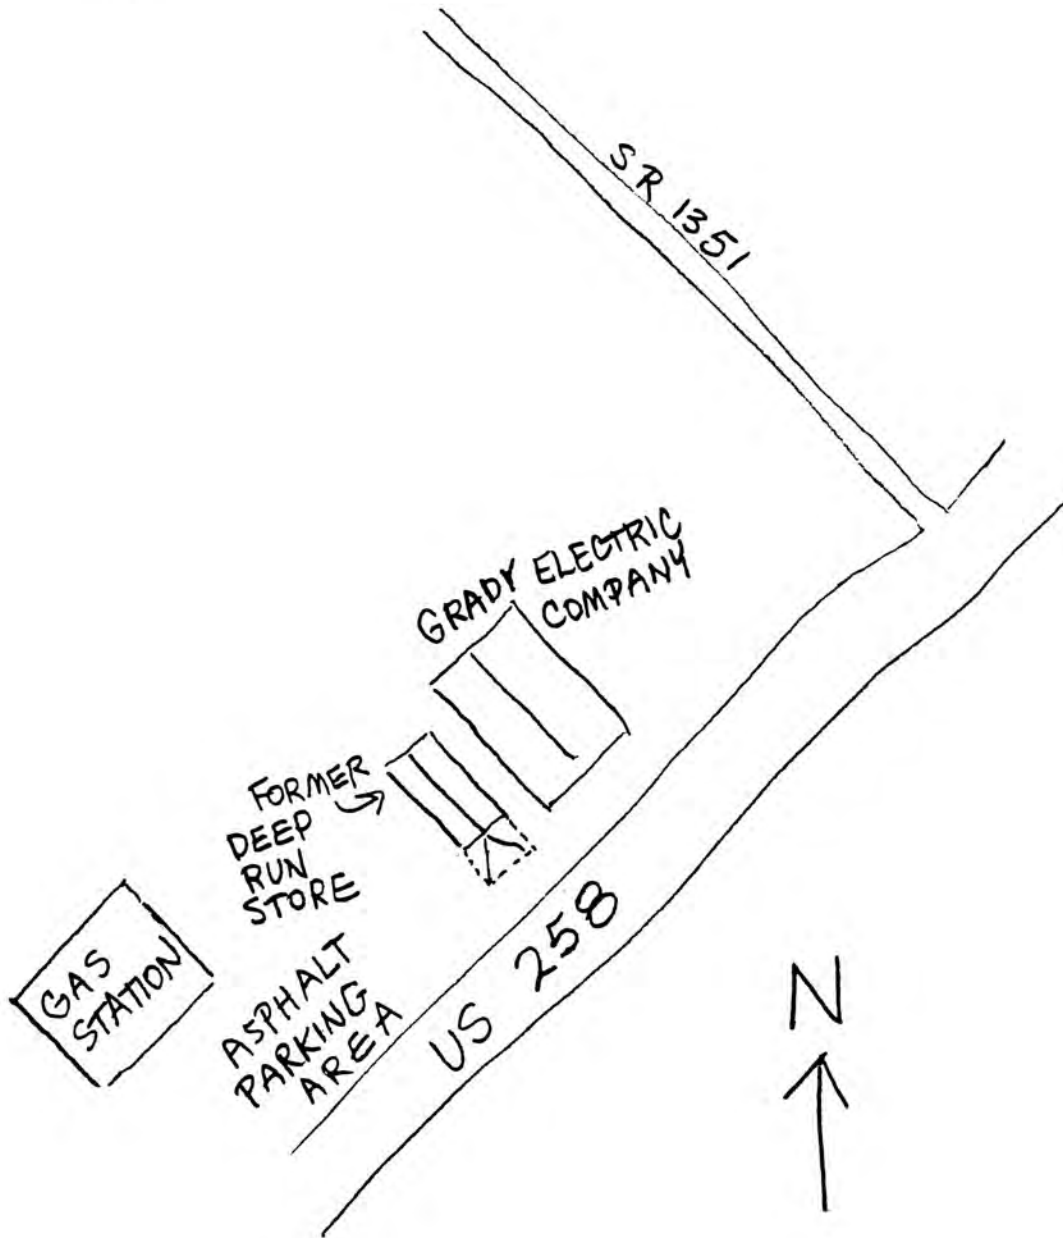 SR 1351
GRADY ELECTRIC
COMPANY
FORMER
DEEP
RUN
STORE
GAS
STATION
ASPHALT
PARKING
AREA
US 258
N